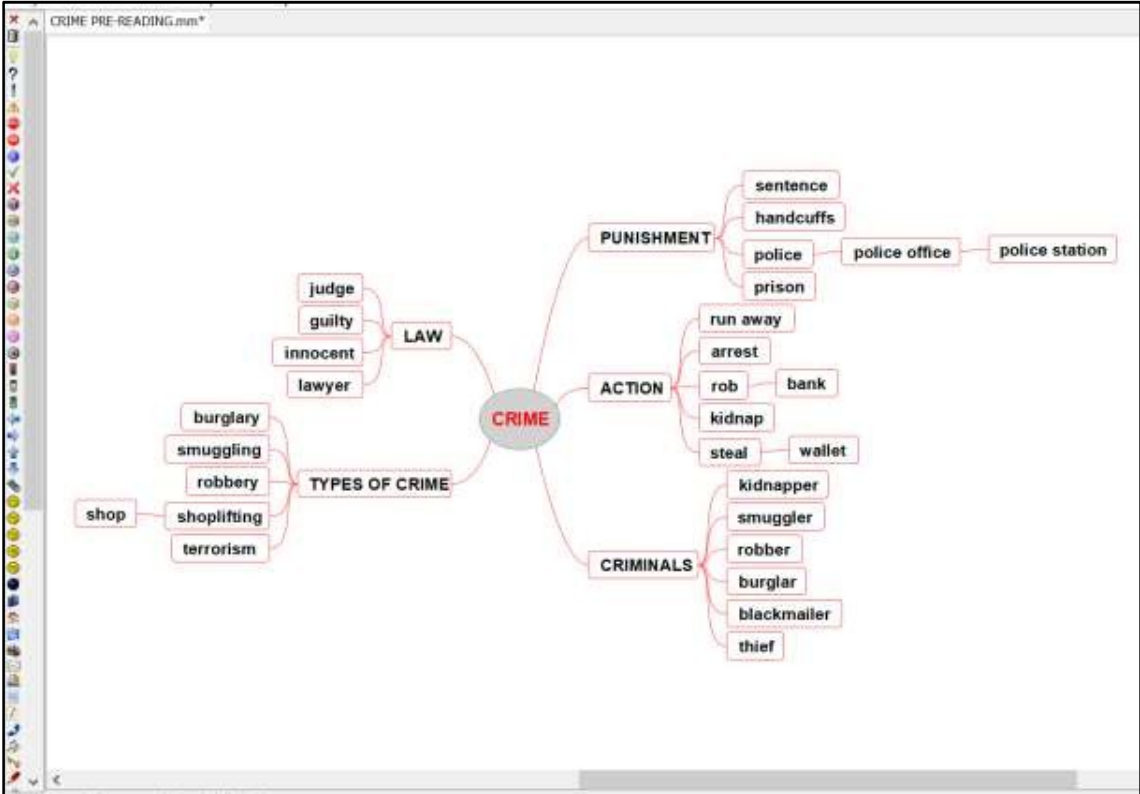 CRIME PRE-READING.mm*
CRIME
PUNISHMENT
sentence
handcuffs
police
police office
police station
prison
ACTION
run away
arrest
rob
bank
kidnap
steal
wallet
CRIMINALS
kidnapper
smuggler
robber
burglar
blackmailer
thief
LAW
judge
guilty
innocent
lawyer
TYPES OF CRIME
burglary
smuggling
robbery
shoplifting
shop
terrorism